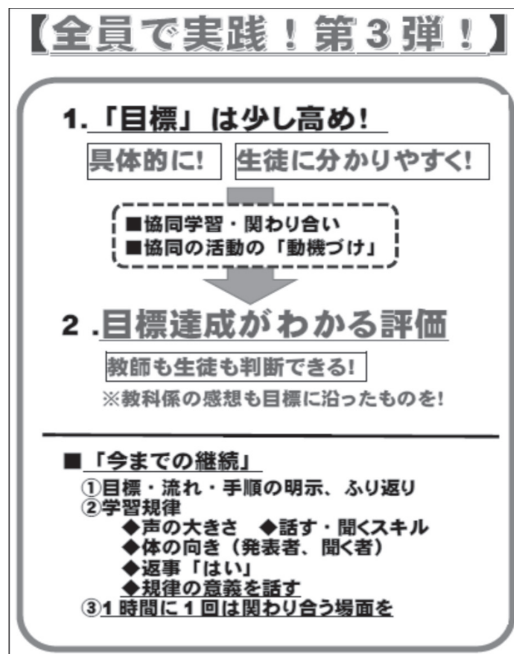 【全員で実践！第３弾！】
1.「目標」は少し高め!
具体的に! 生徒に分かりやすく!
■協同学習・関わり合い
■協同の活動の「動機づけ」
２.目標達成がわかる評価
教師も生徒も判断できる!
※教科係の感想も目標に沿ったものを!
■「今までの継続」
①目標・流れ・手順の明示、ふり返り
②学習規律
◆声の大きさ ◆話す・聞くスキル
◆体の向き（発表者、聞く者）
◆返事「はい」
◆規律の意義を話す
③１時間に１回は関わり合う場面を